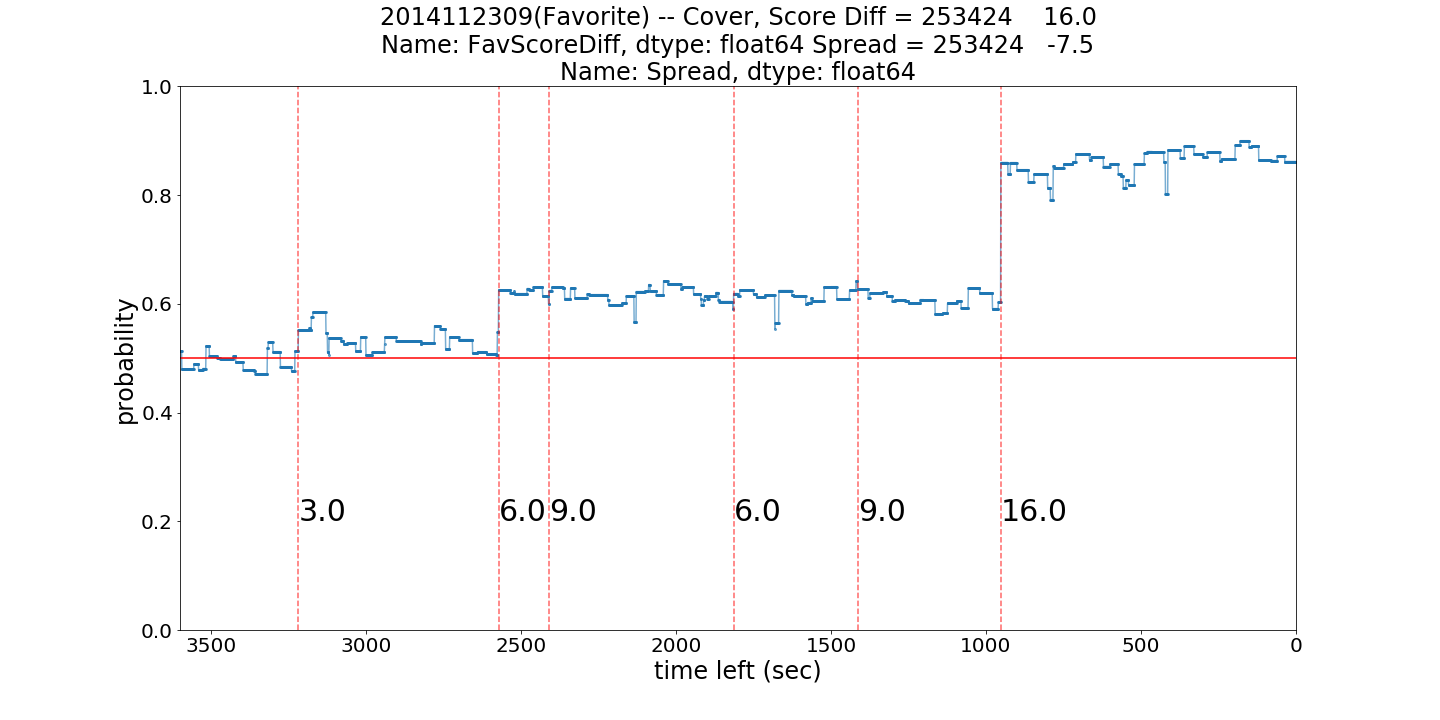 2014112309(Favorite) -- Cover, Score Diff = 253424    16.0
Name: FavScoreDiff, dtype: float64 Spread = 253424   -7.5
Name: Spread, dtype: float64
1.0
0.8
0.6
0.4
0.2
0.0
probability
3.0 6.0 9.0 6.0 9.0 16.0
3500 3000 2500 2000 1500 1000 500 0
time left (sec)